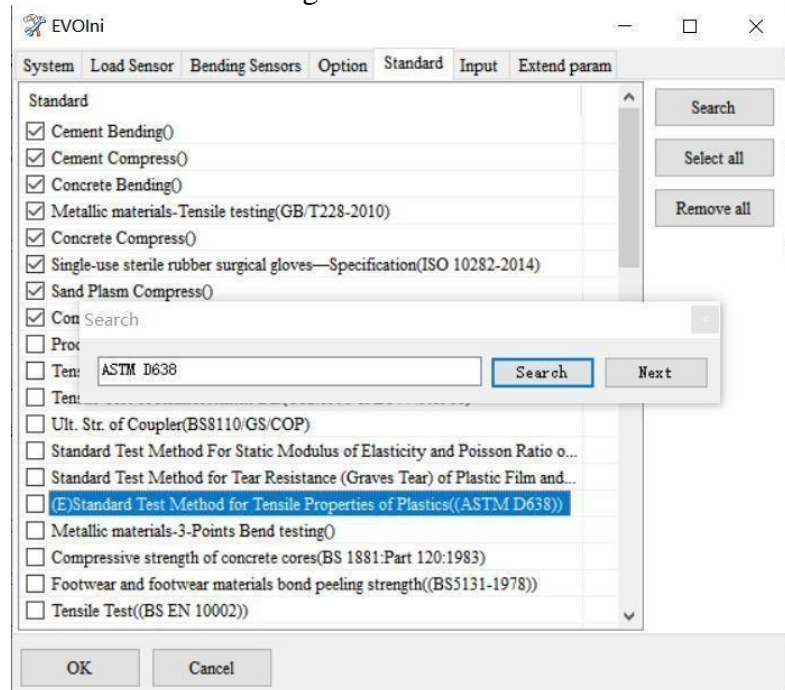 EVOIni
System Load Sensor Bending Sensors Option Standard Input Extend param
Standard
Cement Bending()
Cement Compress()
Concrete Bending()
Metallic materials-Tensile testing(GB/T228-2010)
Concrete Compress()
Single-use sterile rubber surgical gloves—Specification(ISO 10282-2014)
Sand Plasm Compress()
Search
ASTM D638
Search Next
Ult. Str. of Coupler(BS8110/GS/COP)
Standard Test Method For Static Modulus of Elasticity and Poisson Ratio o...
Standard Test Method for Tear Resistance (Graves Tear) of Plastic Film and...
(E)Standard Test Method for Tensile Properties of Plastics((ASTM D638))
Metallic materials-3-Points Bend testing()
Compressive strength of concrete cores(BS 1881:Part 120:1983)
Footwear and footwear materials bond peeling strength((BS5131-1978))
Tensile Test((BS EN 10002))
Search
Select all
Remove all
OK Cancel